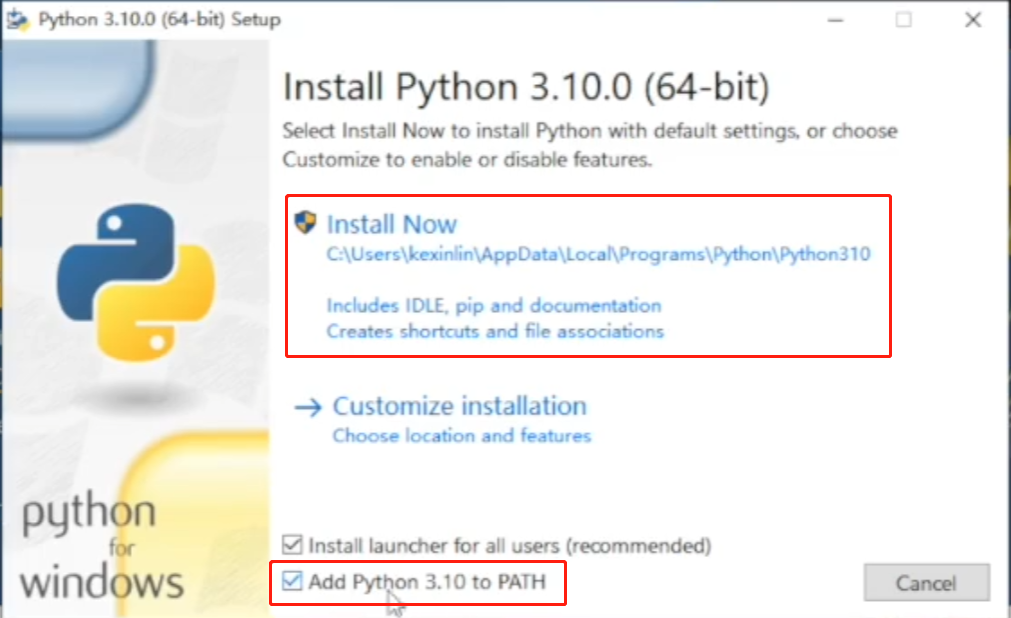 Python 3.10.0 (64-bit) Setup
Install Python 3.10.0 (64-bit)
Select Install Now to install Python with default settings, or choose
Customize to enable or disable features.
Install Now
C:\Users\kexinlin\AppData\Local\Programs\Python\Python310
Includes IDLE, pip and documentation
Creates shortcuts and file associations
Customize installation
Choose location and features
python
for
windows
Install launcher for all users (recommended)
Add Python 3.10 to PATH
Cancel